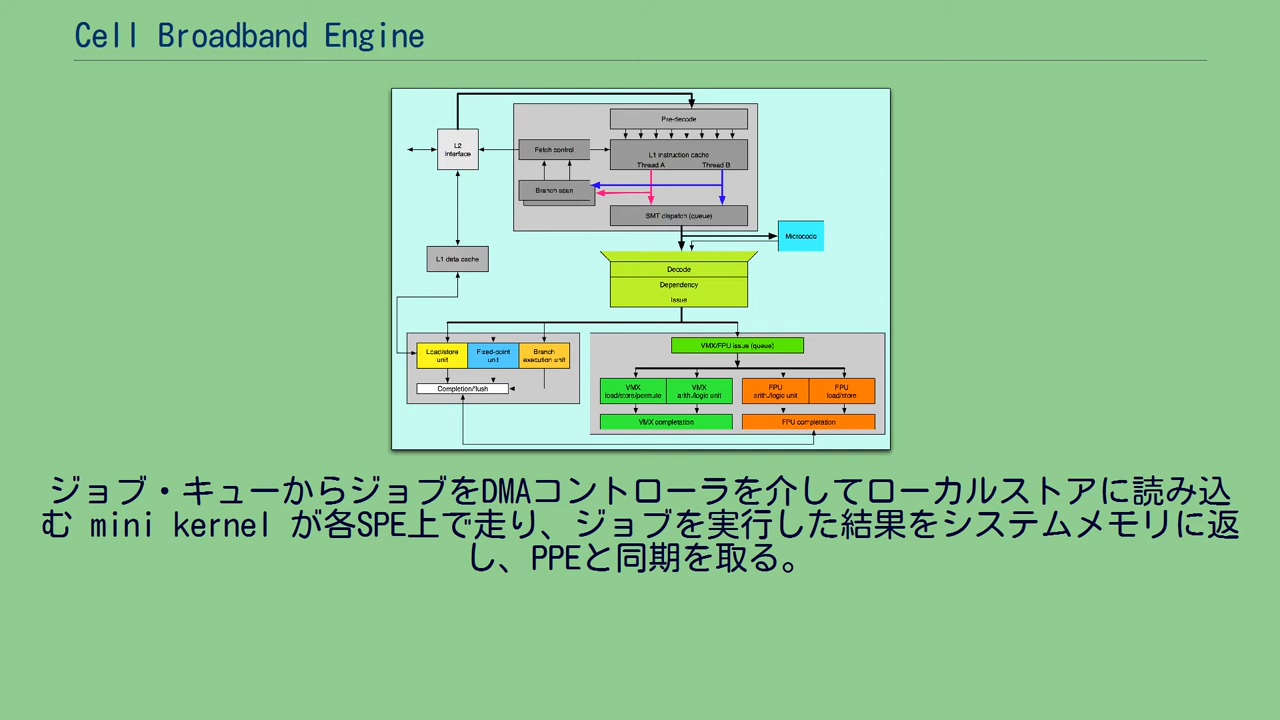 Cell Broadband Engine
Pre-decode
L2
interface
Fetch control
L1 instruction cache
Thread A
Thread B
Branch scan
SMT dispatch (queue)
Microcode
L1 data cache
Decode
Dependency
Issue
VMX/FPU issue (queue)
Load/store
unit
Fixed-point
unit
Branch
execution unit
Completion/flush
VMX
load/store/permute
VMX
arith./logic unit
FPU
arith./logic unit
FPU
load/store
VMX completion
FPU completion
ジョブ・キューからジョブをDMAコントローラを介してローカルストアに読み込
む mini kernel が各SPE上で走り、ジョブを実行した結果をシステムメモリに返
し、PPEと同期を取る。